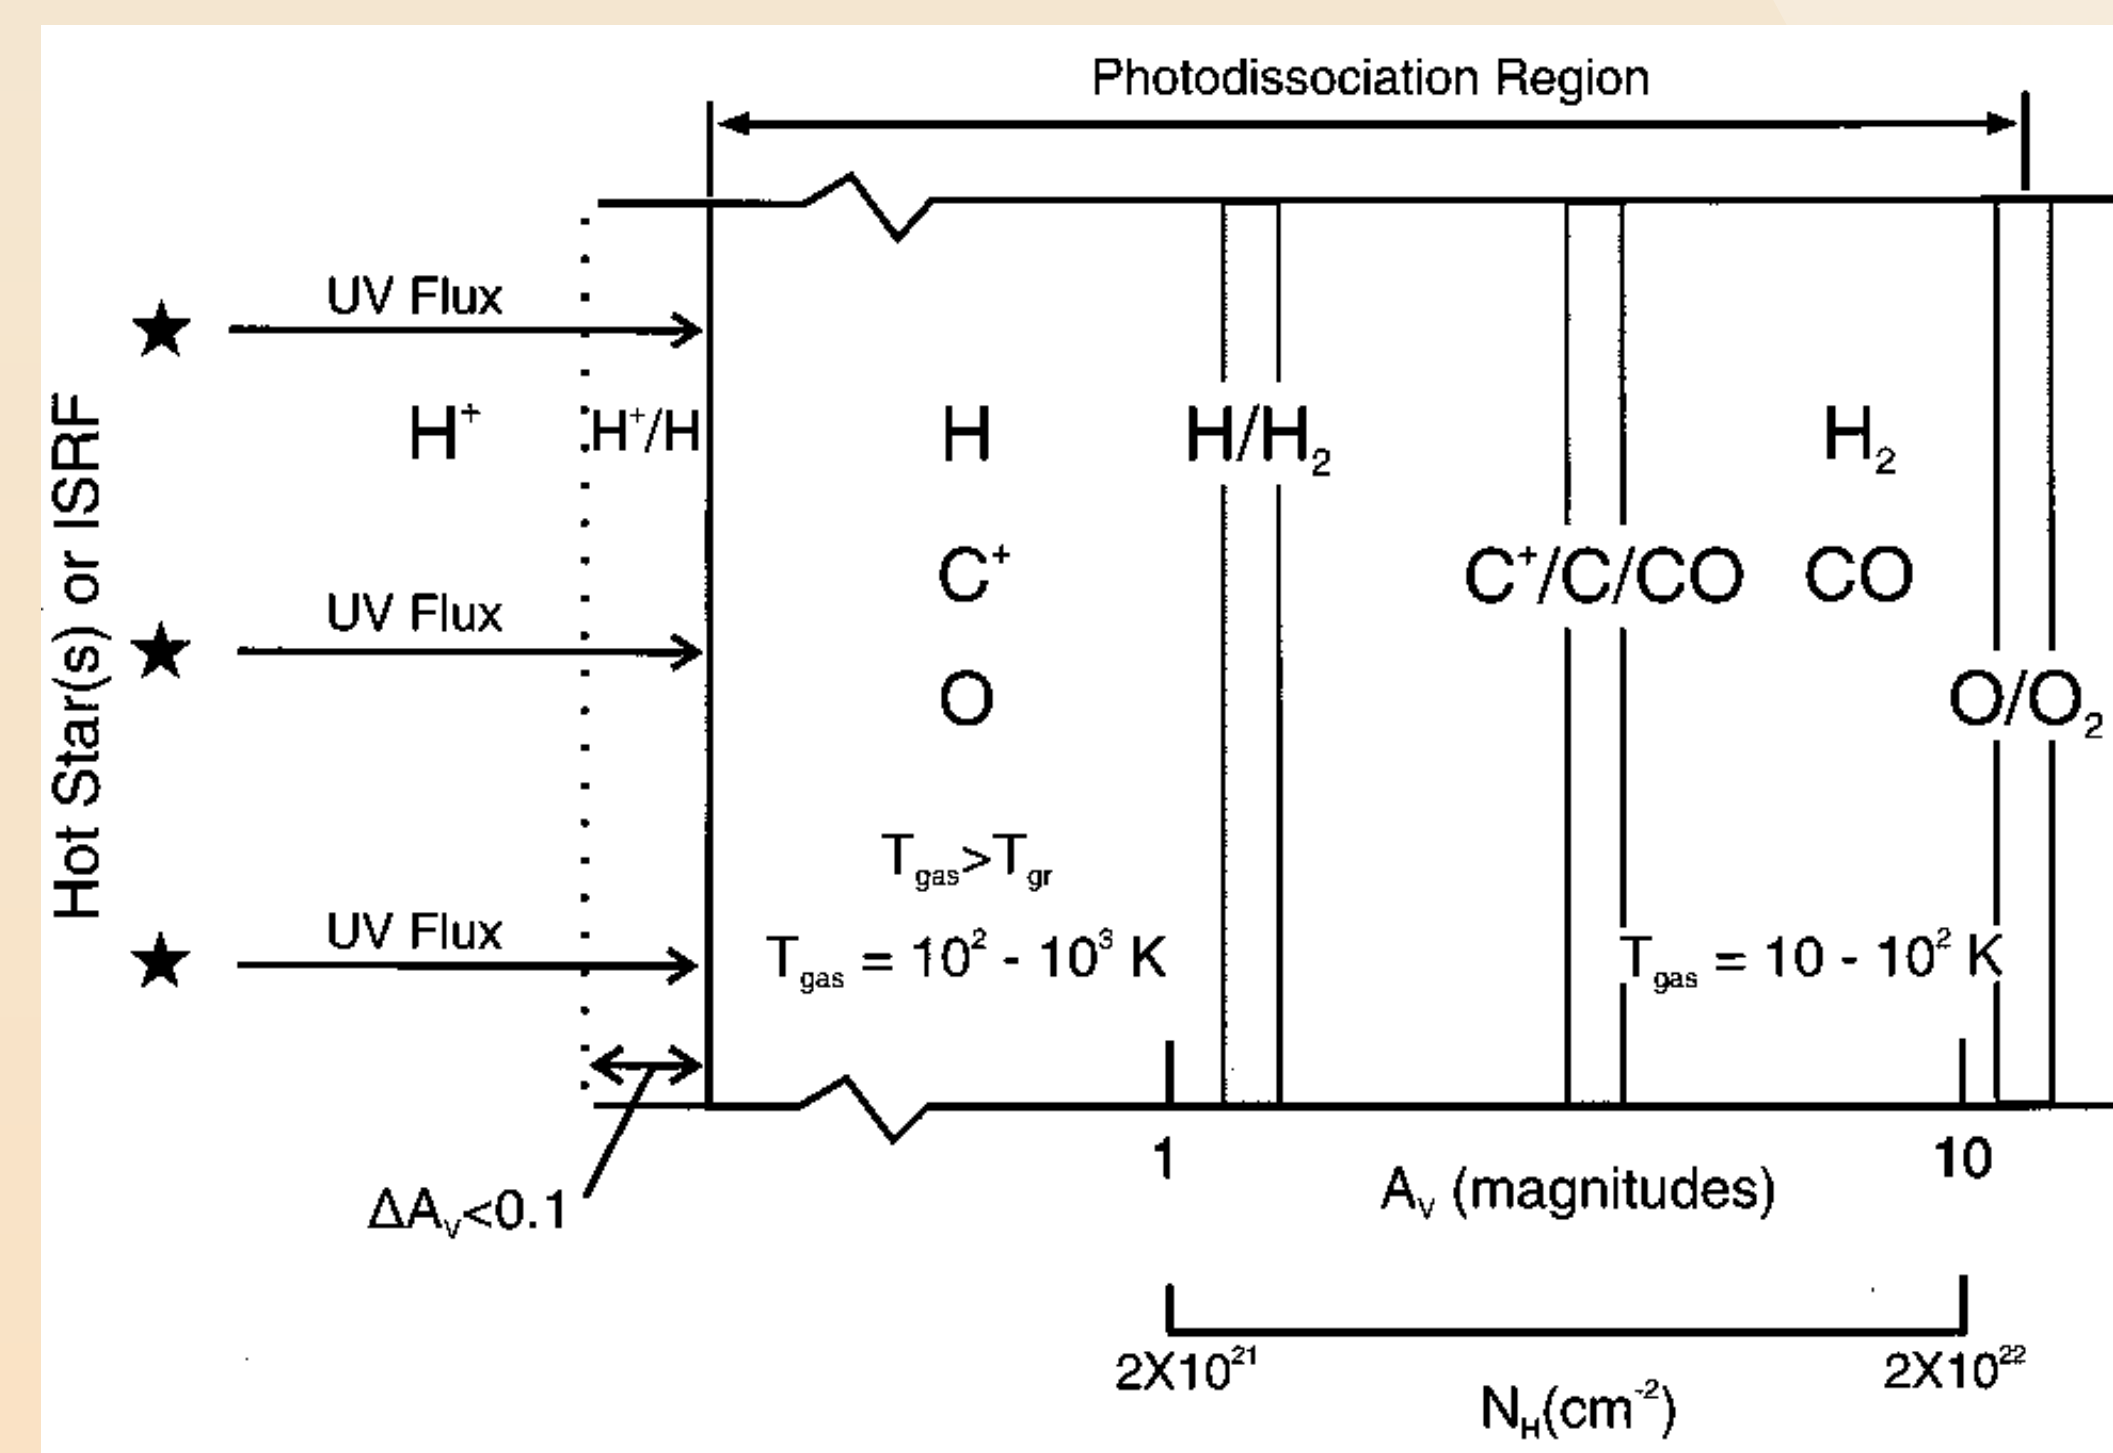 Photodissociation Region
Hot Star(s) or ISRF
UV Flux
H⁺
H⁺/H
H
H/H₂
H₂
C⁺
C⁺/C/CO
CO
UV Flux
O
O/O₂
T_gas>T_gr
UV Flux
T_gas = 10² - 10³ K
T_gas = 10 - 10² K
ΔA_V<0.1
1
A_V (magnitudes)
10
2X10²¹
N_H(cm⁻²)
2X10²²